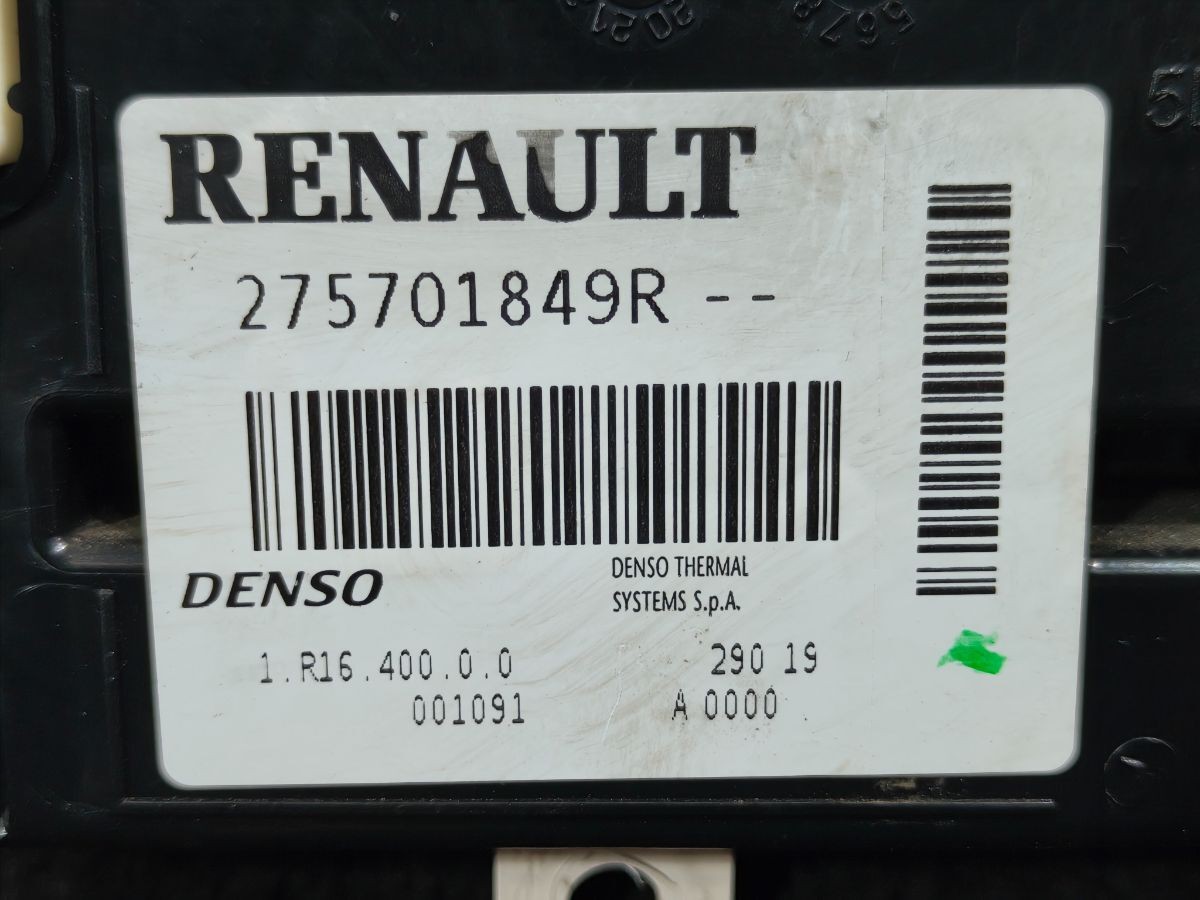 RENAULT
275701849R --
DENSO
DENSO THERMAL
SYSTEMS S.p.A.
1.R16.400.0.0
290 19
001091
A 0000